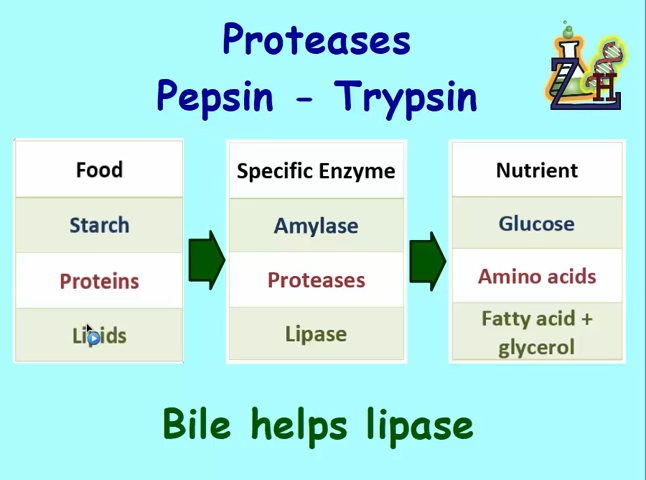 Proteases
Pepsin - Trypsin
ZH
Food
Specific Enzyme
Nutrient
Starch
Amylase
Glucose
Proteins
Proteases
Amino acids
Lipids
Lipase
Fatty acid +
glycerol
Bile helps lipase